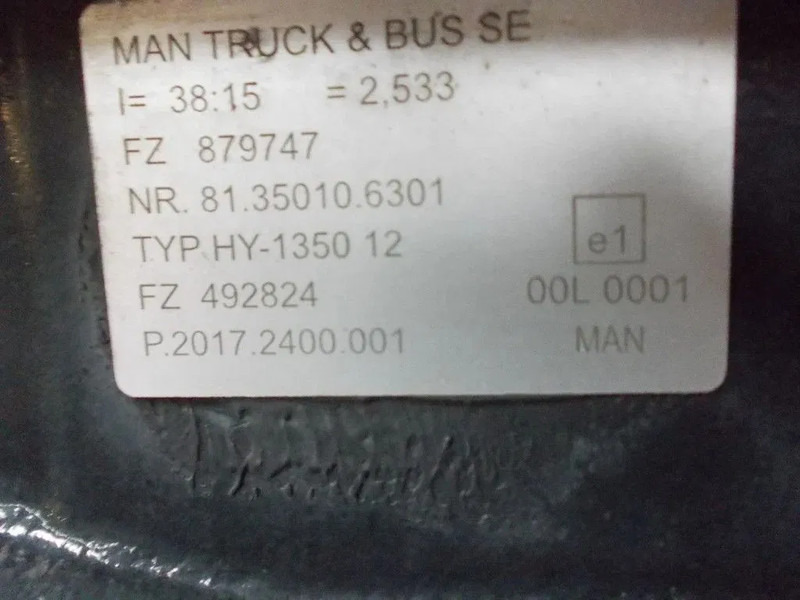 MAN TRUCK & BUS SE
I= 38:15 = 2,533
FZ 879747
NR. 81.35010.6301
TYP HY-1350 12
e1
FZ 492824
00L 0001
P.2017.2400.001
MAN